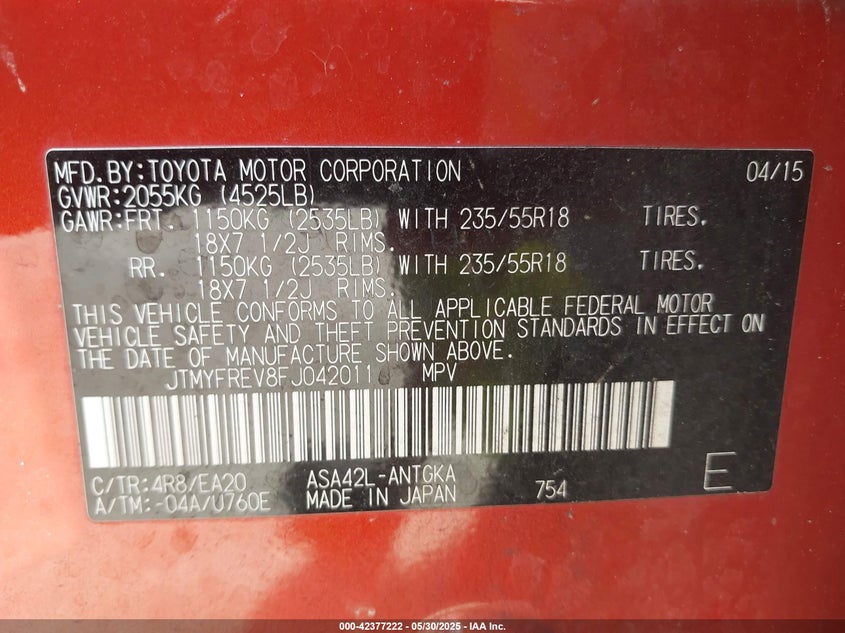 MFD.BY:TOYOTA MOTOR CORPORATION 04/15
GVWR:2055KG (4525LB)
GAWR:FRT. 1150KG (2535LB) WITH 235/55R18 TIRES.
18X7 1/2J RIMS.
RR. 1150KG (2535LB) WITH 235/55R18 TIRES.
18X7 1/2J RIMS.
THIS VEHICLE CONFORMS TO ALL APPLICABLE FEDERAL MOTOR
VEHICLE SAFETY AND THEFT PREVENTION STANDARDS IN EFFECT ON
THE DATE OF MANUFACTURE SHOWN ABOVE.
JTMYFREV8FJ042011 MPV
C/TR:4R8/EA20 ASA42L-ANTGKA
A/TM:-04A/U760E MADE IN JAPAN 754 E
000-42377222 - 05/30/2025 - IAA Inc.